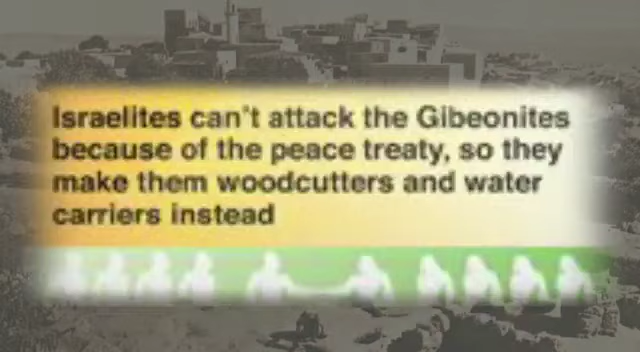 Israelites can't attack the Gibeonites
because of the peace treaty, so they
make them woodcutters and water
carriers instead